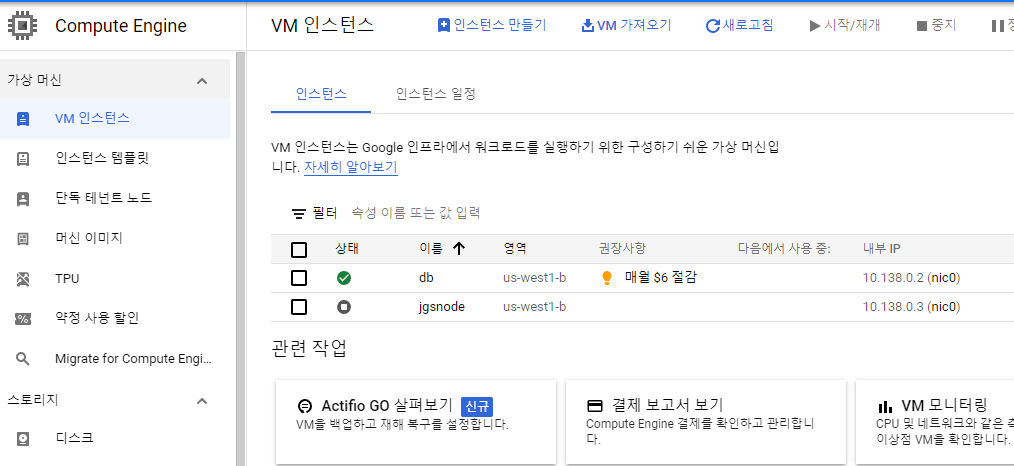 Compute Engine
VM 인스턴스
인스턴스 만들기
VM 가져오기
새로고침
시작/재개
중지
가상 머신
VM 인스턴스
인스턴스 템플릿
단독 테넌트 노드
머신 이미지
TPU
약정 사용 할인
Migrate for Compute Engi...
스토리지
디스크
인스턴스
인스턴스 일정
VM 인스턴스는 Google 인프라에서 워크로드를 실행하기 위한 구성하기 쉬운 가상 머신입
니다. 자세히 알아보기
필터 속성 이름 또는 값 입력
상태 이름 영역 권장사항 다음에서 사용 중: 내부 IP
db us-west1-b 매월 $6 절감 10.138.0.2 (nic0)
jgsnode us-west1-b 10.138.0.3 (nic0)
관련 작업
Actifio GO 살펴보기 신규
VM을 백업하고 재해 복구를 설정합니다.
결제 보고서 보기
Compute Engine 결제를 확인하고 관리합니
다.
VM 모니터링
CPU 및 네트워크와 같은 측
이상점 VM을 확인합니다.